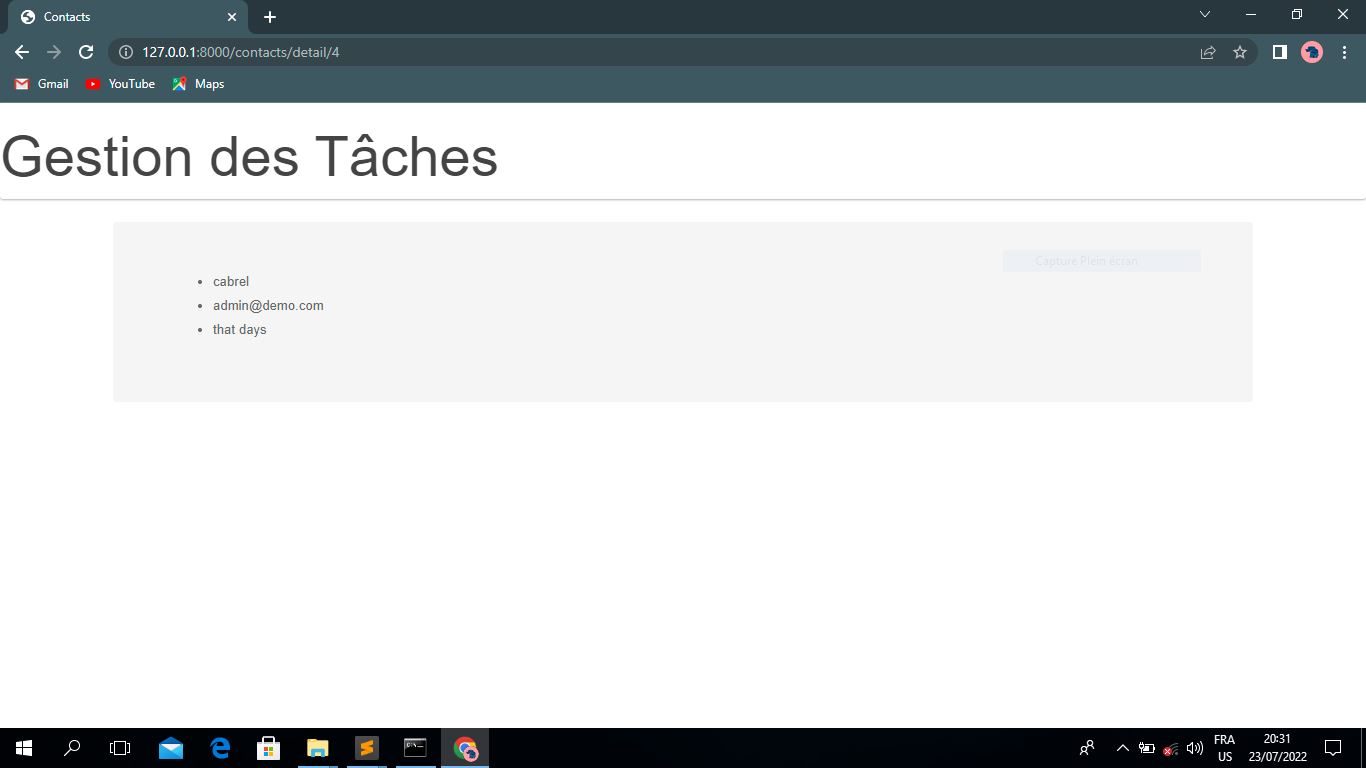 Contacts
127.0.0.1:8000/contacts/detail/4
Gmail YouTube Maps
Gestion des Tâches
Capture Plein écran
cabrel
admin@demo.com
that days
FRA
US
20:31
23/07/2022